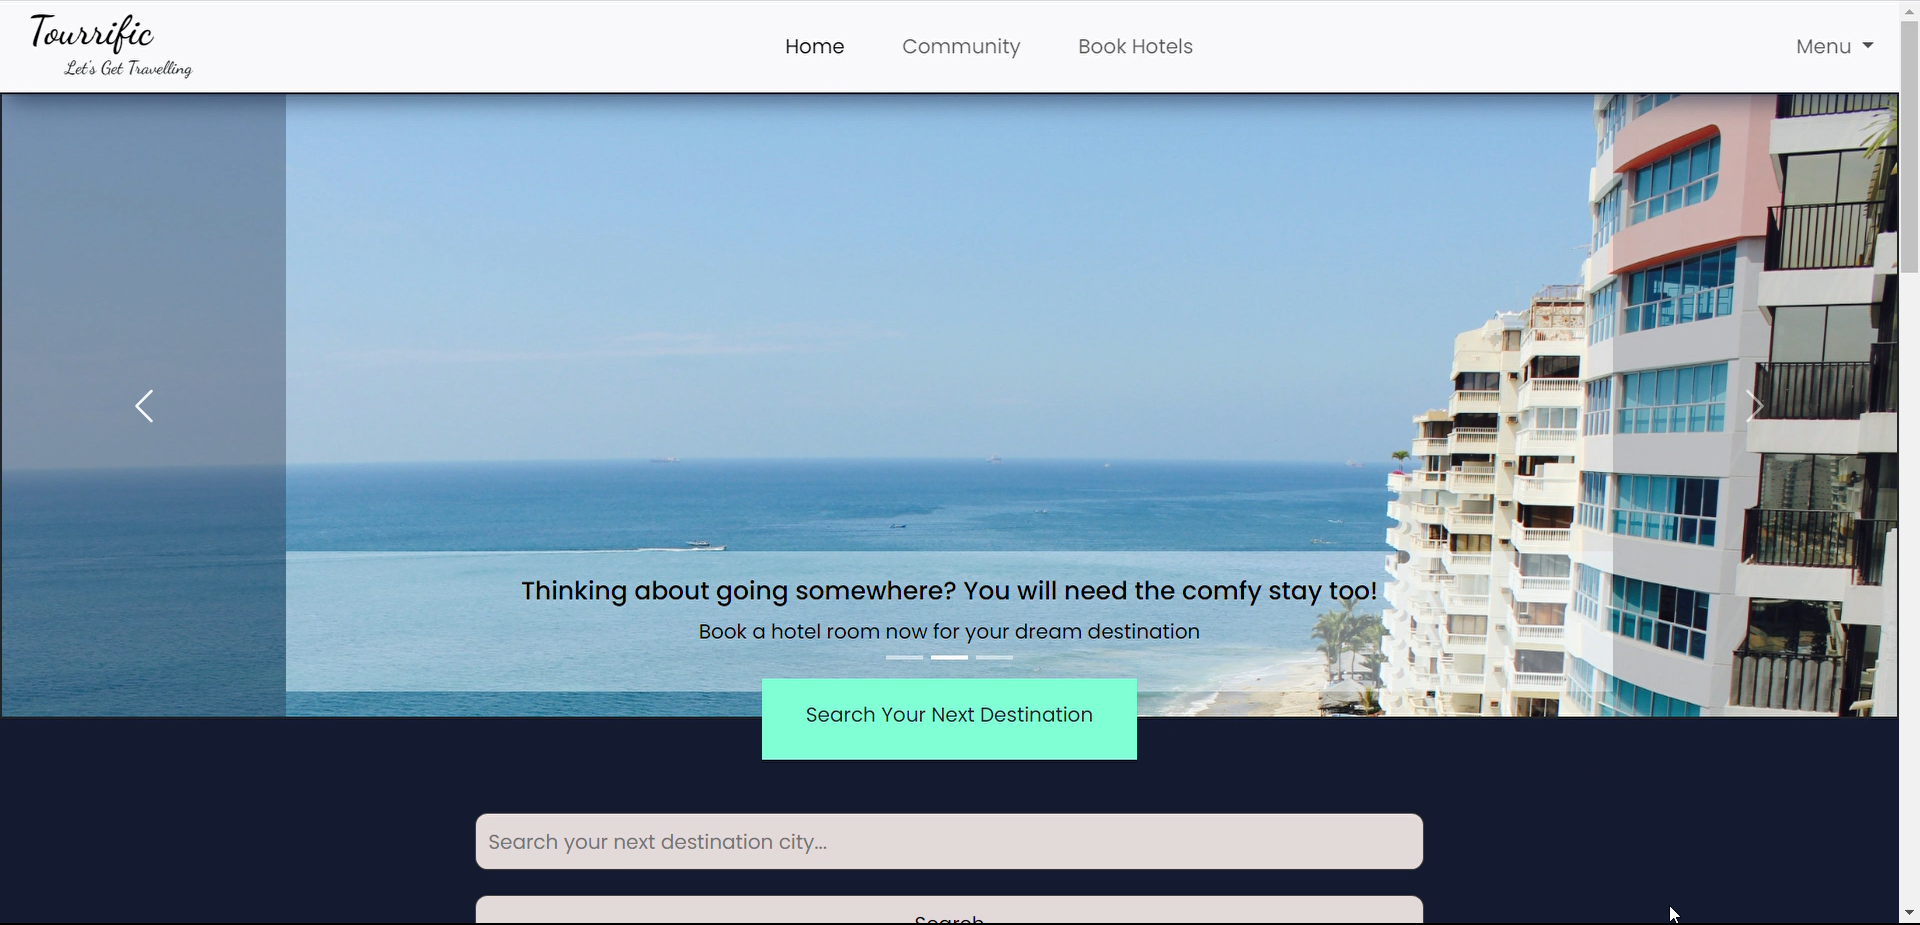 Tourrific
Let's Get Travelling
Home
Community
Book Hotels
Menu
Thinking about going somewhere? You will need the comfy stay too!
Book a hotel room now for your dream destination
Search Your Next Destination
Search your next destination city...
Search